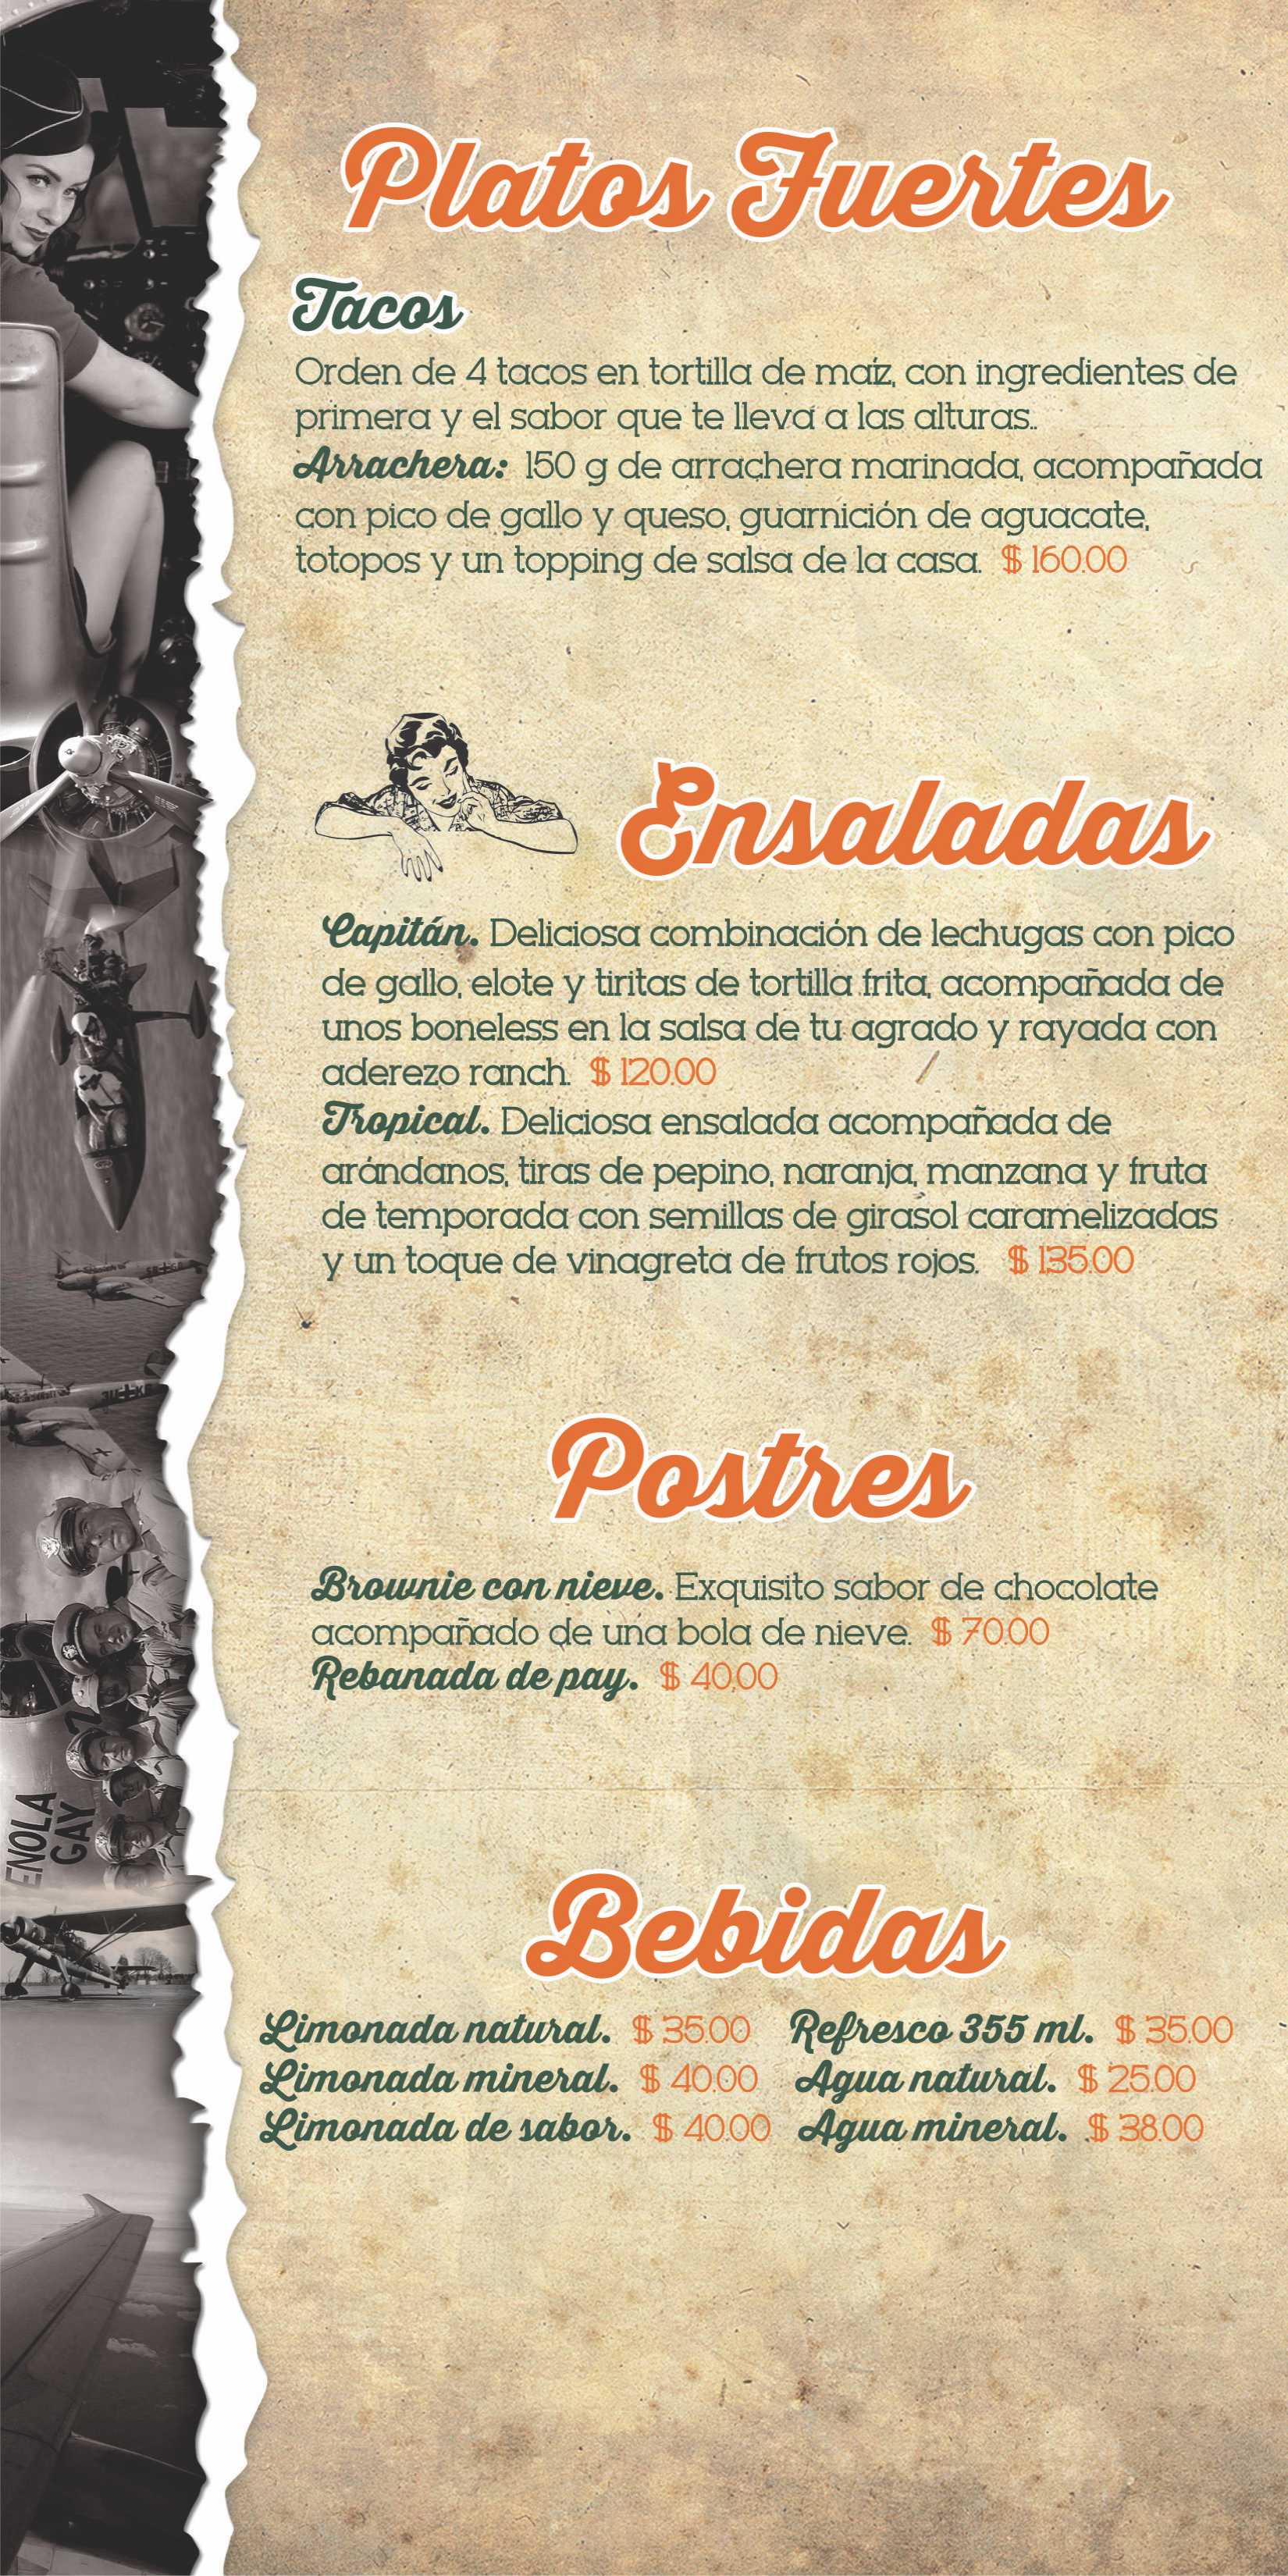 Platos Fuertes
Tacos
Orden de 4 tacos en tortilla de maíz, con ingredientes de
primera y el sabor que te lleva a las alturas..
Arrachera: 150 g de arrachera marinada, acompañada
con pico de gallo y queso, guarnición de aguacate,
totopos y un topping de salsa de la casa. $ 160.00
Ensaladas
Capitán. Deliciosa combinación de lechugas con pico
de gallo, elote y tiritas de tortilla frita, acompañada de
unos boneless en la salsa de tu agrado y rayada con
aderezo ranch. $ 120.00
Tropical. Deliciosa ensalada acompañada de
arándanos, tiras de pepino, naranja, manzana y fruta
de temporada con semillas de girasol caramelizadas
y un toque de vinagreta de frutos rojos. $ 135.00
Postres
Brownie con nieve. Exquisito sabor de chocolate
acompañado de una bola de nieve. $ 70.00
Rebanada de pay. $ 40.00
ENOLA
GAY
Bebidas
Limonada natural. $ 35.00 Refresco 355 ml. $ 35.00
Limonada mineral. $ 40.00 Agua natural. $ 25.00
Limonada de sabor. $ 40.00 Agua mineral. $ 38.00